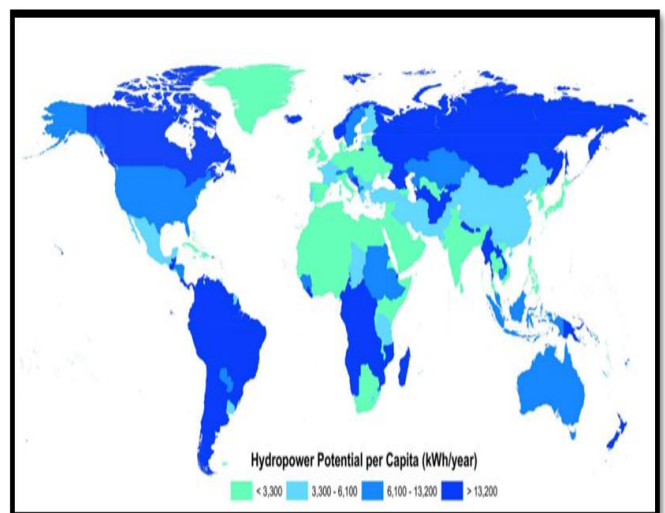 Hydropower Potential per Capita (kWh/year)
< 3,300 3,300 - 6,100 6,100 - 13,200 > 13,200